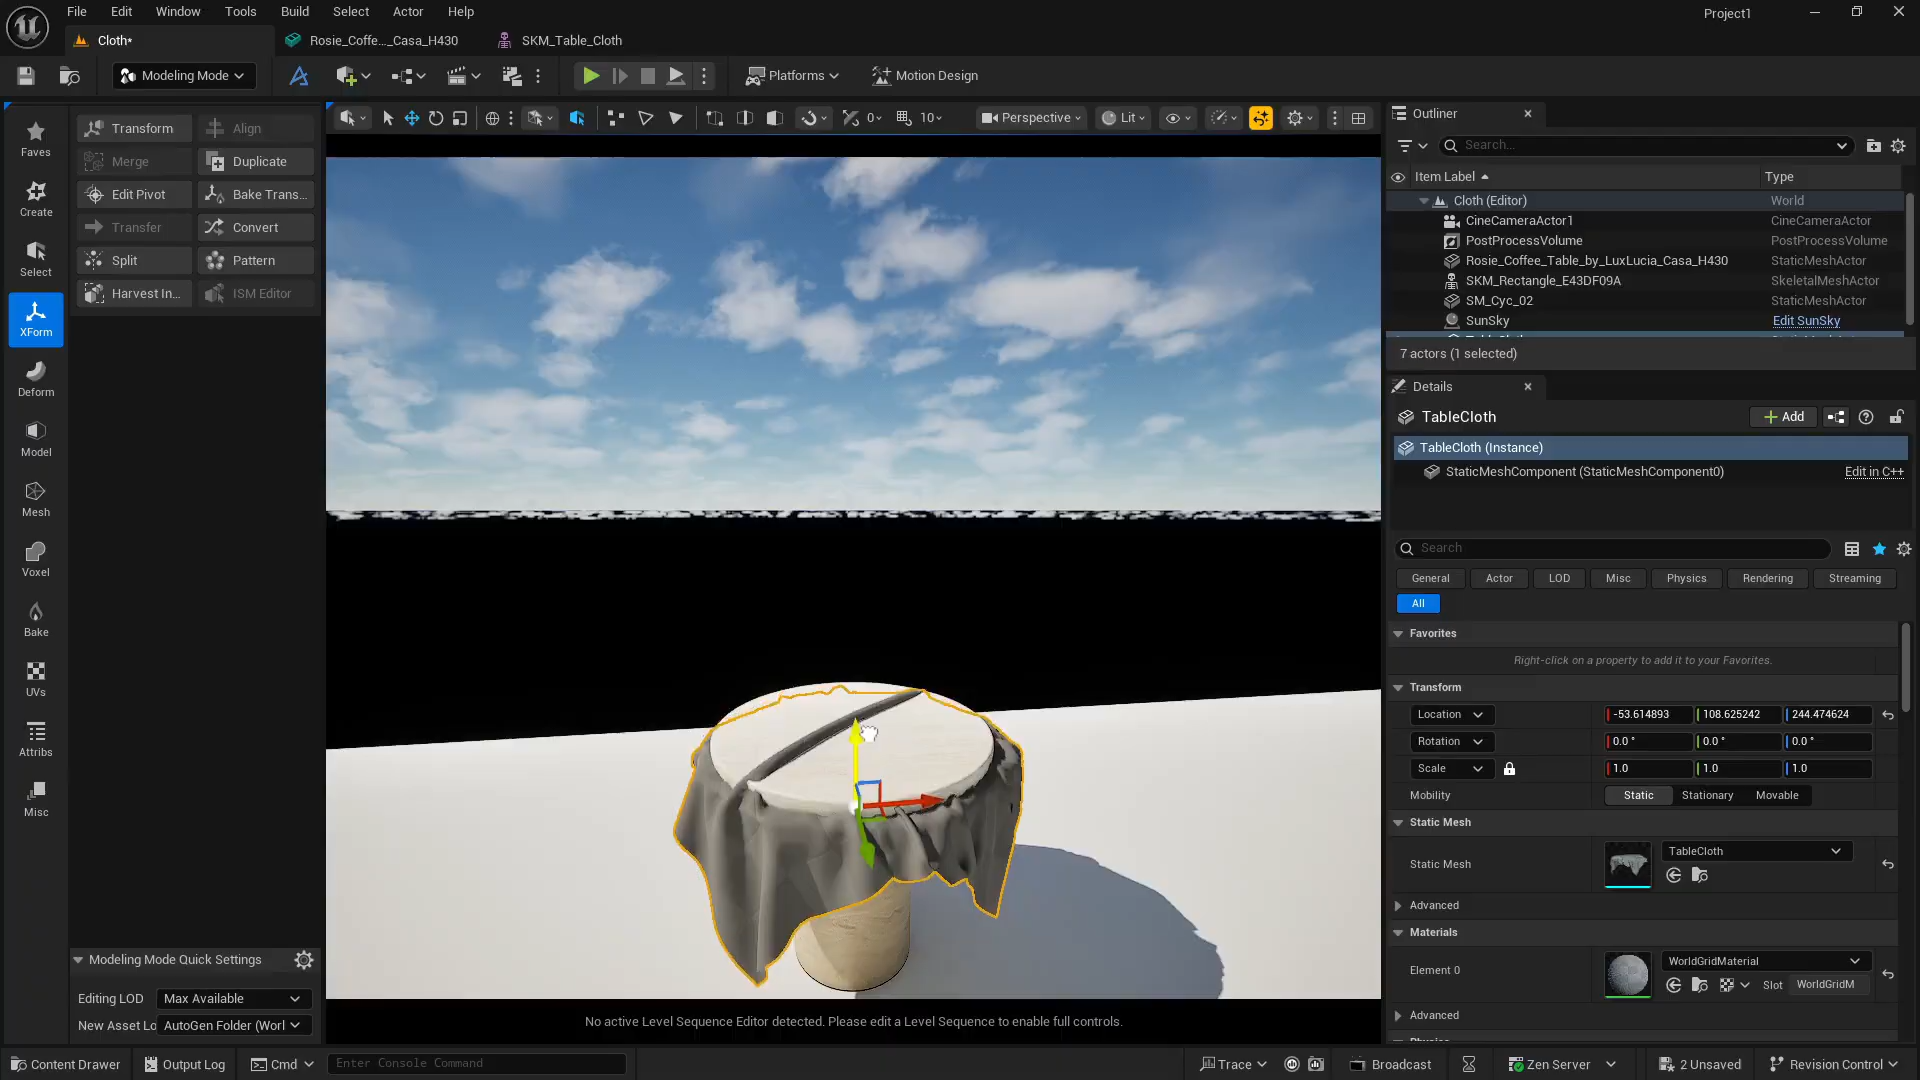 File Edit Window Tools Build Select Actor Help
Project1
Cloth*
Rosie_Coffe..._Casa_H430
SKM_Table_Cloth
Modeling Mode
Platforms
Motion Design
Faves
Create
Select
XForm
Deform
Model
Mesh
Voxel
Bake
UVs
Attribs
Misc
Transform
Align
Merge
Duplicate
Edit Pivot
Bake Trans...
Transfer
Convert
Split
Pattern
Harvest In...
ISM Editor
Modeling Mode Quick Settings
Editing LOD
Max Available
New Asset Lo
AutoGen Folder (Worl
0
10
Perspective
Lit
No active Level Sequence Editor detected. Please edit a Level Sequence to enable full controls.
Outliner
Search...
Item Label
Type
Cloth (Editor) World
CineCameraActor1 CineCameraActor
PostProcessVolume PostProcessVolume
Rosie_Coffee_Table_by_LuxLucia_Casa_H430 StaticMeshActor
SKM_Rectangle_E43DF09A SkeletalMeshActor
SM_Cyc_02 StaticMeshActor
SunSky Edit SunSky
7 actors (1 selected)
Details
TableCloth
Add
TableCloth (Instance)
StaticMeshComponent (StaticMeshComponent0)
Edit in C++
Search
General Actor LOD Misc Physics Rendering Streaming
All
Favorites
Right-click on a property to add it to your Favorites.
Transform
Location -53.614893 108.625242 244.474624
Rotation 0.0 ° 0.0 ° 0.0 °
Scale 1.0 1.0 1.0
Mobility Static Stationary Movable
Static Mesh
Static Mesh
TableCloth
Advanced
Materials
Element 0
WorldGridMaterial
Slot WorldGridM
Advanced
Content Drawer
Output Log
Cmd
Enter Console Command
Trace
Broadcast
Zen Server
2 Unsaved
Revision Control